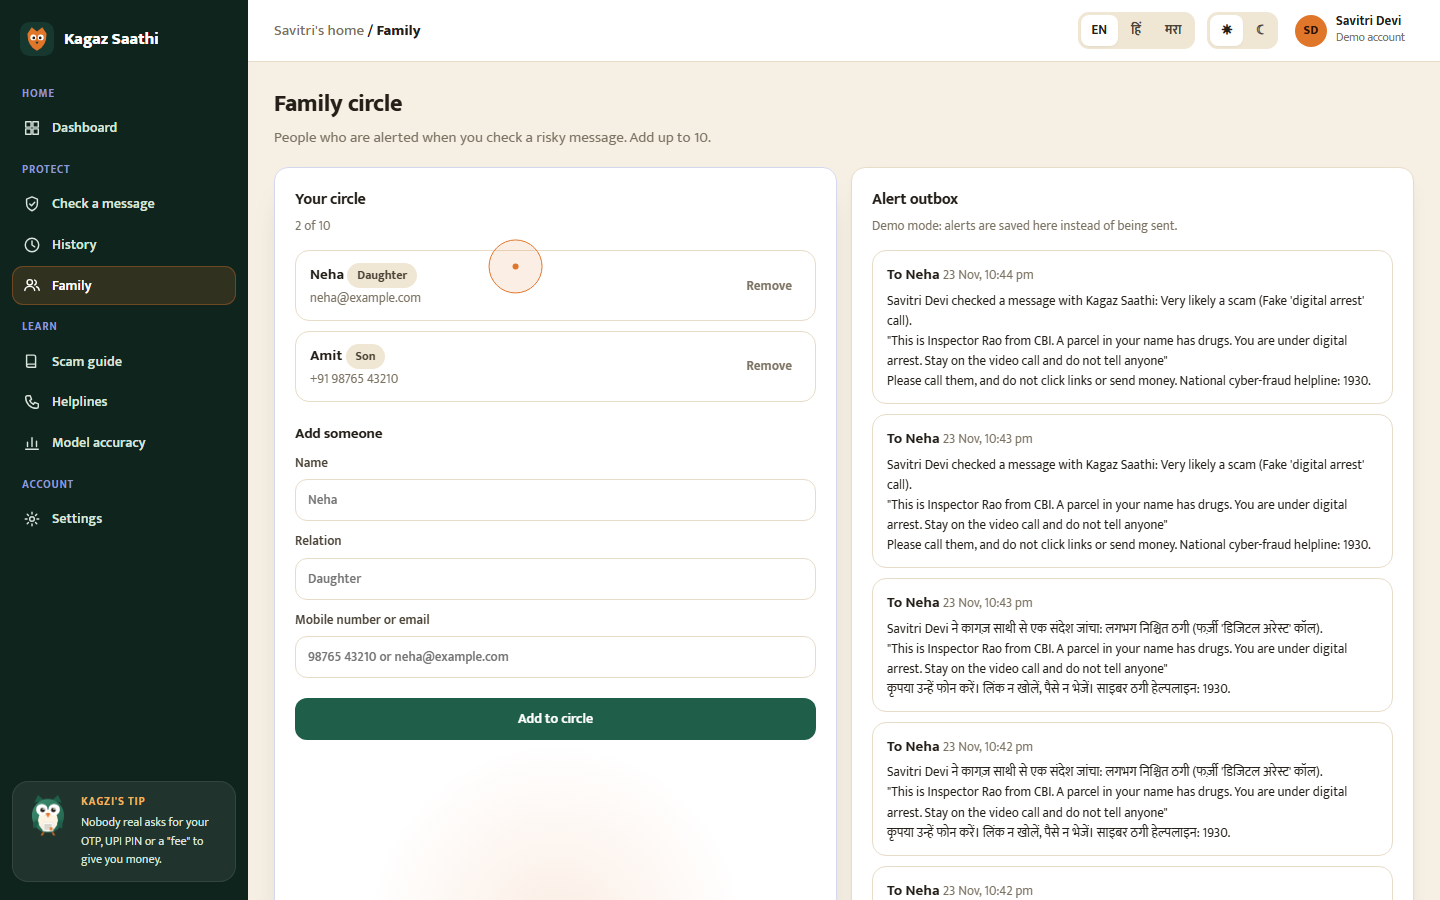 Kagaz Saathi
HOME
Dashboard
PROTECT
Check a message
History
Family
LEARN
Scam guide
Helplines
Model accuracy
ACCOUNT
Settings
KAGZI'S TIP
Nobody real asks for your
OTP, UPI PIN or a "fee" to
give you money.
Savitri's home / Family
EN हिं मरा
SD
Savitri Devi
Demo account
Family circle
People who are alerted when you check a risky message. Add up to 10.
Your circle
2 of 10
Neha Daughter
neha@example.com
Remove
Amit Son
+91 98765 43210
Remove
Add someone
Name
Neha
Relation
Daughter
Mobile number or email
98765 43210 or neha@example.com
Add to circle
Alert outbox
Demo mode: alerts are saved here instead of being sent.
To Neha 23 Nov, 10:44 pm
Savitri Devi checked a message with Kagaz Saathi: Very likely a scam (Fake 'digital arrest'
call).
"This is Inspector Rao from CBI. A parcel in your name has drugs. You are under digital
arrest. Stay on the video call and do not tell anyone"
Please call them, and do not click links or send money. National cyber-fraud helpline: 1930.
To Neha 23 Nov, 10:43 pm
Savitri Devi checked a message with Kagaz Saathi: Very likely a scam (Fake 'digital arrest'
call).
"This is Inspector Rao from CBI. A parcel in your name has drugs. You are under digital
arrest. Stay on the video call and do not tell anyone"
Please call them, and do not click links or send money. National cyber-fraud helpline: 1930.
To Neha 23 Nov, 10:43 pm
Savitri Devi ने कागज़ साथी से एक संदेश जांचा: लगभग निश्चित ठगी (फर्ज़ी 'डिजिटल अरेस्ट' कॉल).
"This is Inspector Rao from CBI. A parcel in your name has drugs. You are under digital
arrest. Stay on the video call and do not tell anyone"
कृपया उन्हें फोन करें। लिंक न खोलें, पैसे न भेजें। साइबर ठगी हेल्पलाइन: 1930.
To Neha 23 Nov, 10:42 pm
Savitri Devi ने कागज़ साथी से एक संदेश जांचा: लगभग निश्चित ठगी (फर्ज़ी 'डिजिटल अरेस्ट' कॉल).
"This is Inspector Rao from CBI. A parcel in your name has drugs. You are under digital
arrest. Stay on the video call and do not tell anyone"
कृपया उन्हें फोन करें। लिंक न खोलें, पैसे न भेजें। साइबर ठगी हेल्पलाइन: 1930.
To Neha 23 Nov, 10:42 pm